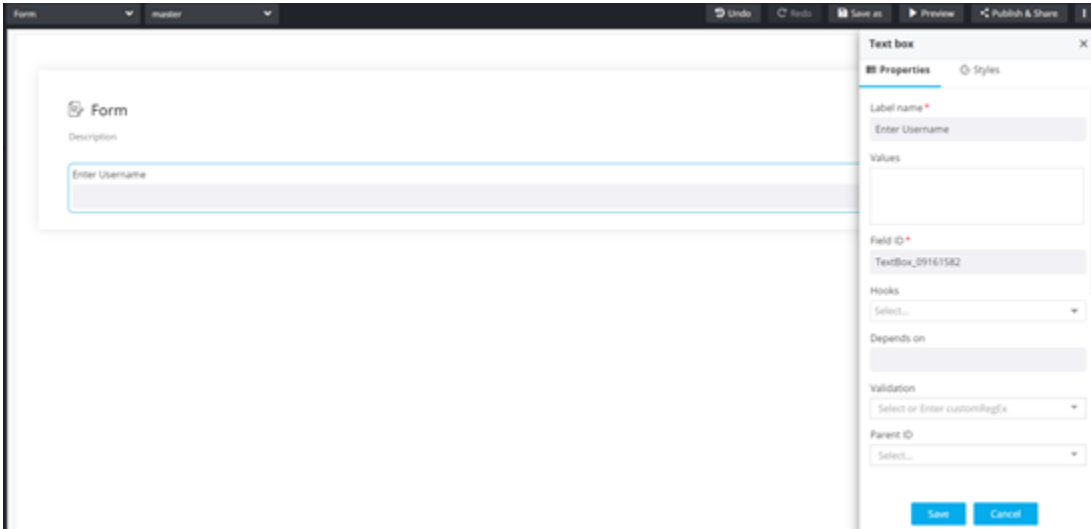 Form master Undo Redo Save as Preview Publish & Share
Text box
Properties Styles
Form
Description
Enter Username
Label name *
Enter Username
Values
Field ID *
TextBox_09161582
Hooks
Select...
Depends on
Validation
Select or Enter customRegEx
Parent ID
Select...
Save Cancel